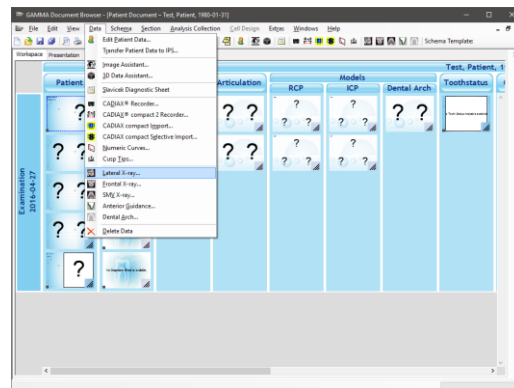 GAMMA Document Browser - [Patient Document - Test, Patient, 1980-01-31]
File Edit View Data Schema Section Analysis Collection Cell Design Extras Windows Help
Schema Template
Workspace Presentation
Edit Patient Data...
Transfer Patient Data to IPS...
Image Assistant...
3D Data Assistant...
Slavicek Diagnostic Sheet
CADIAX® Recorder...
CADIAX® compact 2 Recorder...
CADIAX compact Import...
CADIAX compact Selective Import...
Numeric Curves...
Cusp Tips...
Lateral X-ray...
Frontal X-ray...
SMV X-ray...
Anterior Guidance...
Dental Arch...
Delete Data
Test, Patient, 1
Patient
Articulation
Models
RCP
ICP
Dental Arch
Toothstatus
Examination
2016-04-27
? ? ? ? ? ? ?
? ? ? ? ? ? ?
? ?
? ?
?